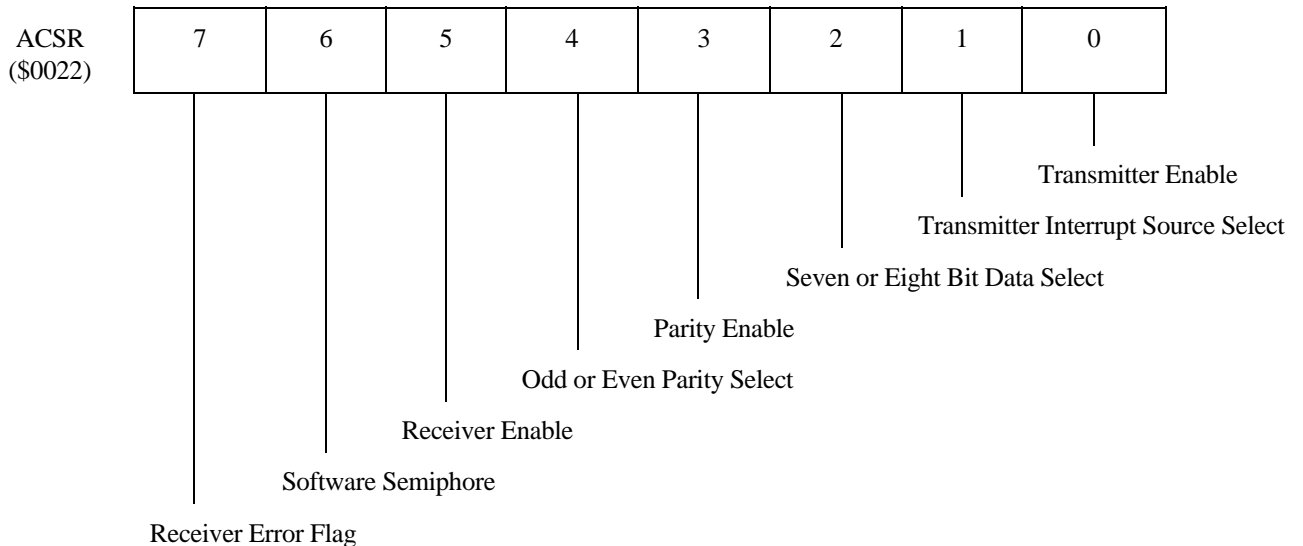 ACSR
($0022)
7 6 5 4 3 2 1 0
Transmitter Enable
Transmitter Interrupt Source Select
Seven or Eight Bit Data Select
Parity Enable
Odd or Even Parity Select
Receiver Enable
Software Semiphore
Receiver Error Flag